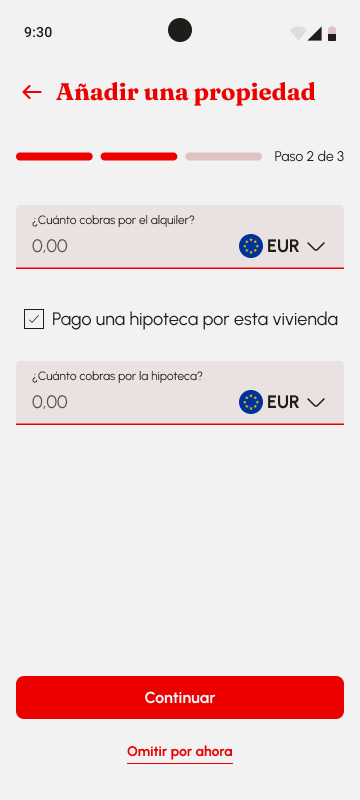 9:30
Añadir una propiedad
Paso 2 de 3
¿Cuánto cobras por el alquiler?
0,00 EUR
Pago una hipoteca por esta vivienda
¿Cuánto cobras por la hipoteca?
0,00 EUR
Continuar
Omitir por ahora